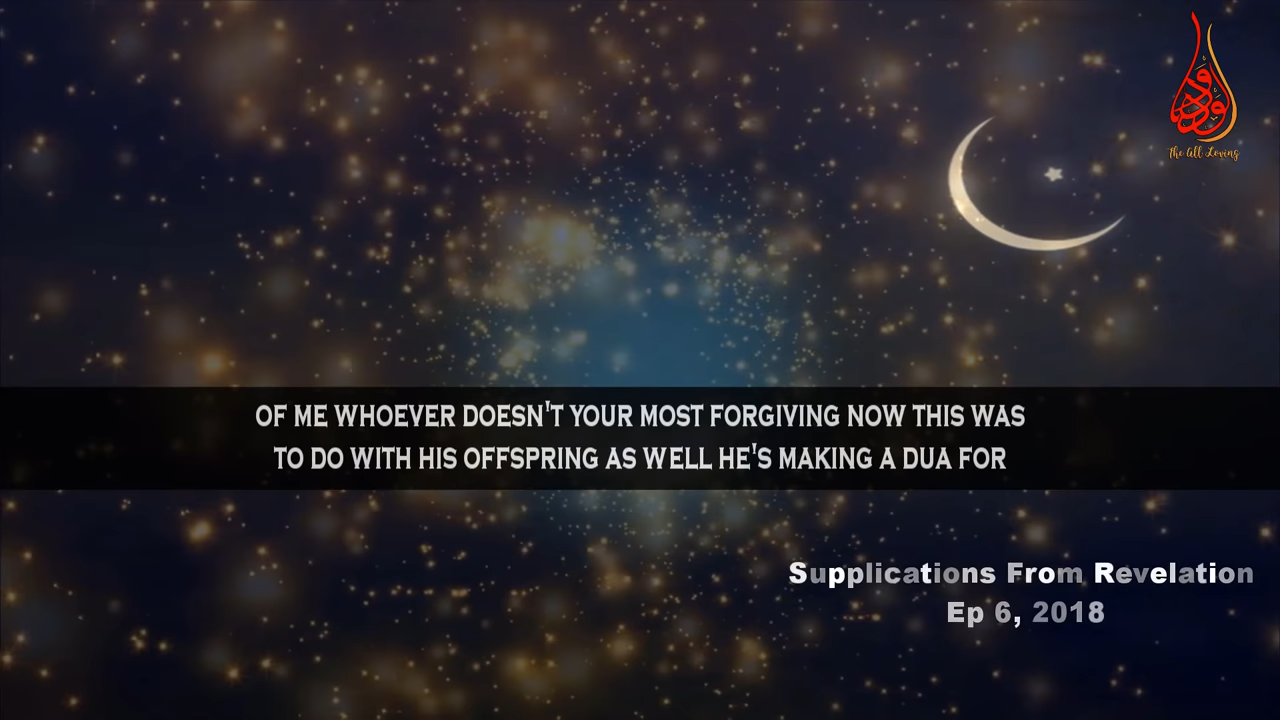 الودود
The All Loving
OF ME WHOEVER DOESN'T YOUR MOST FORGIVING NOW THIS WAS
TO DO WITH HIS OFFSPRING AS WELL HE'S MAKING A DUA FOR
Supplications From Revelation
Ep 6, 2018